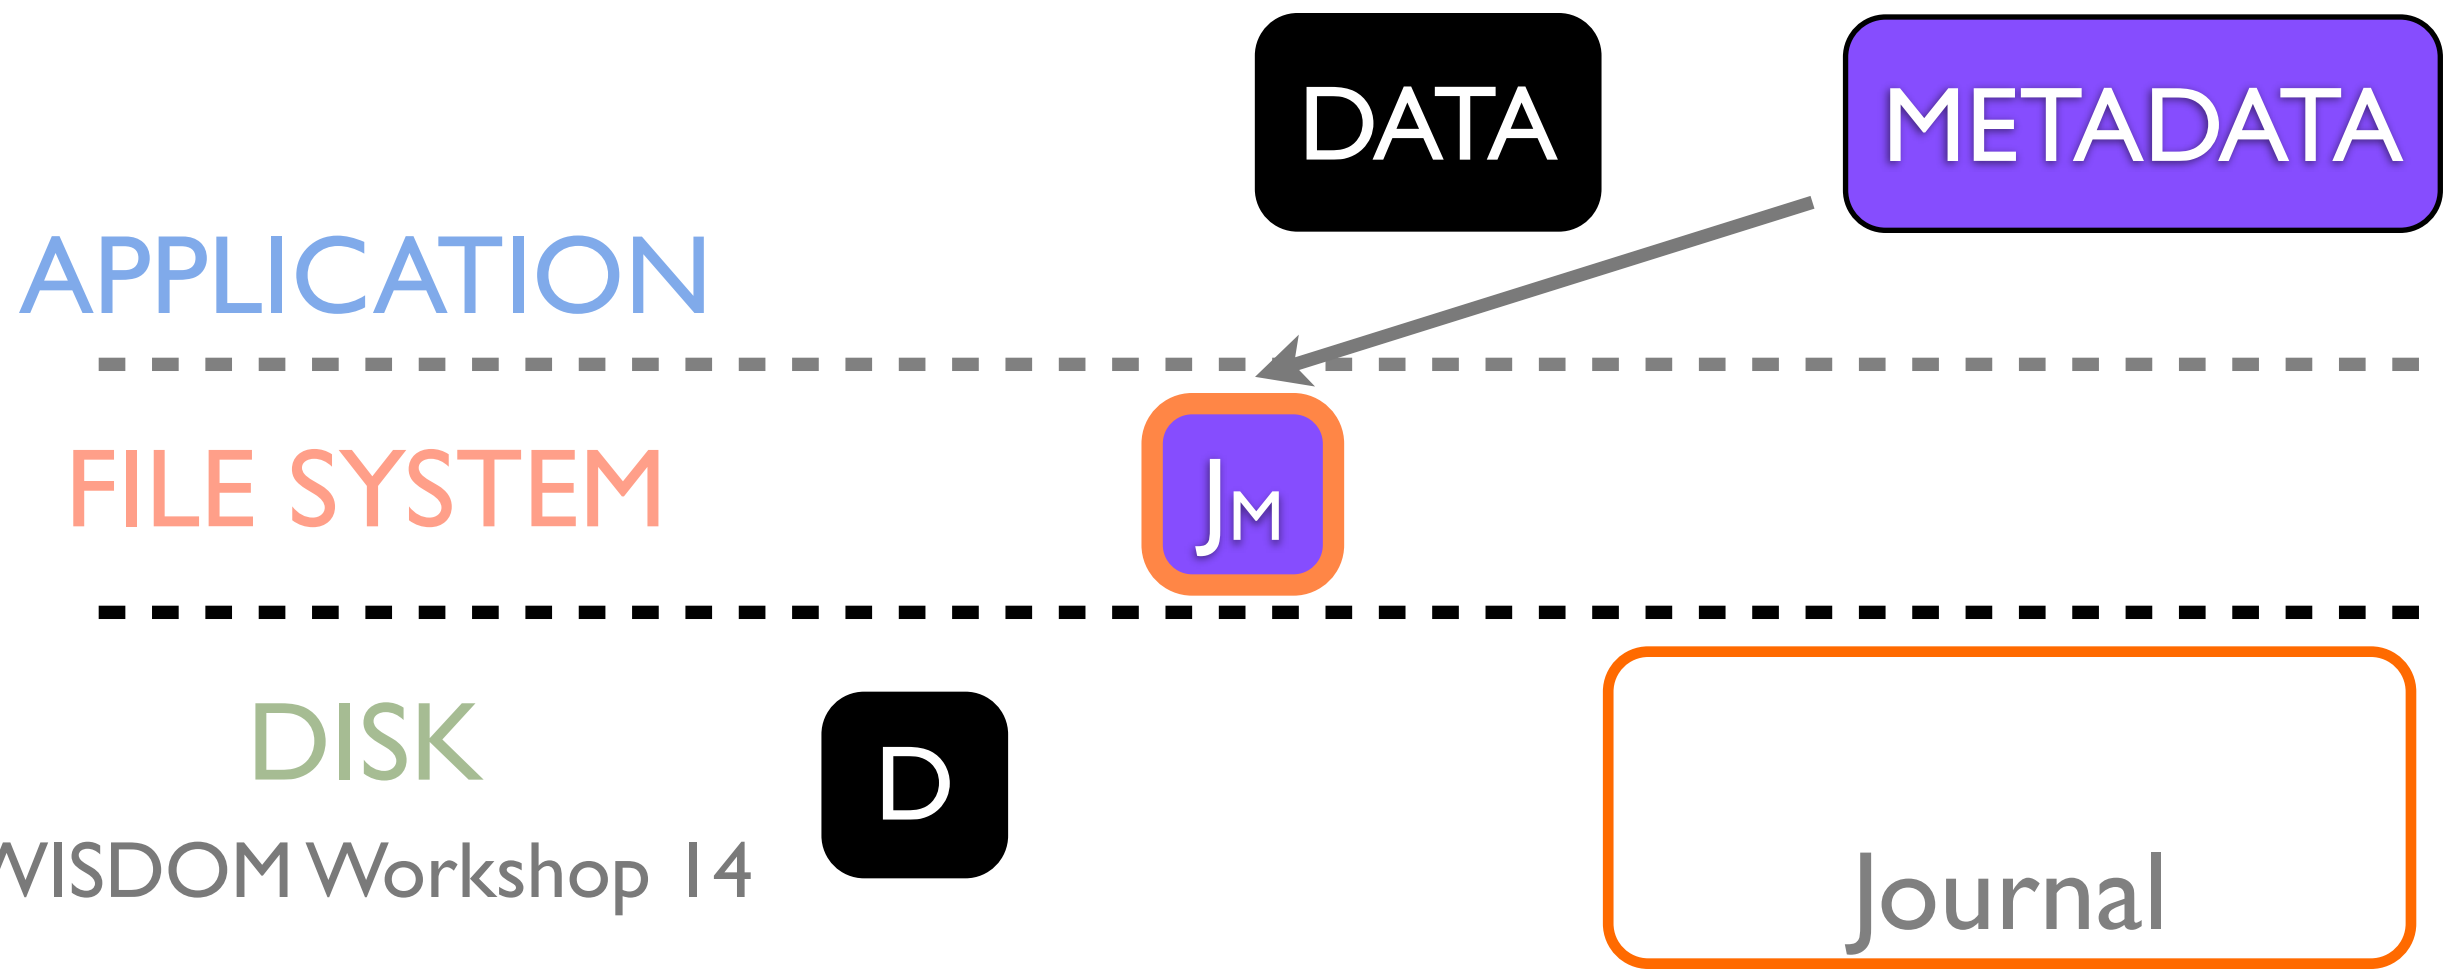 DATA
METADATA
APPLICATION
FILE SYSTEM
JM
DISK
D
WISDOM Workshop 14
Journal